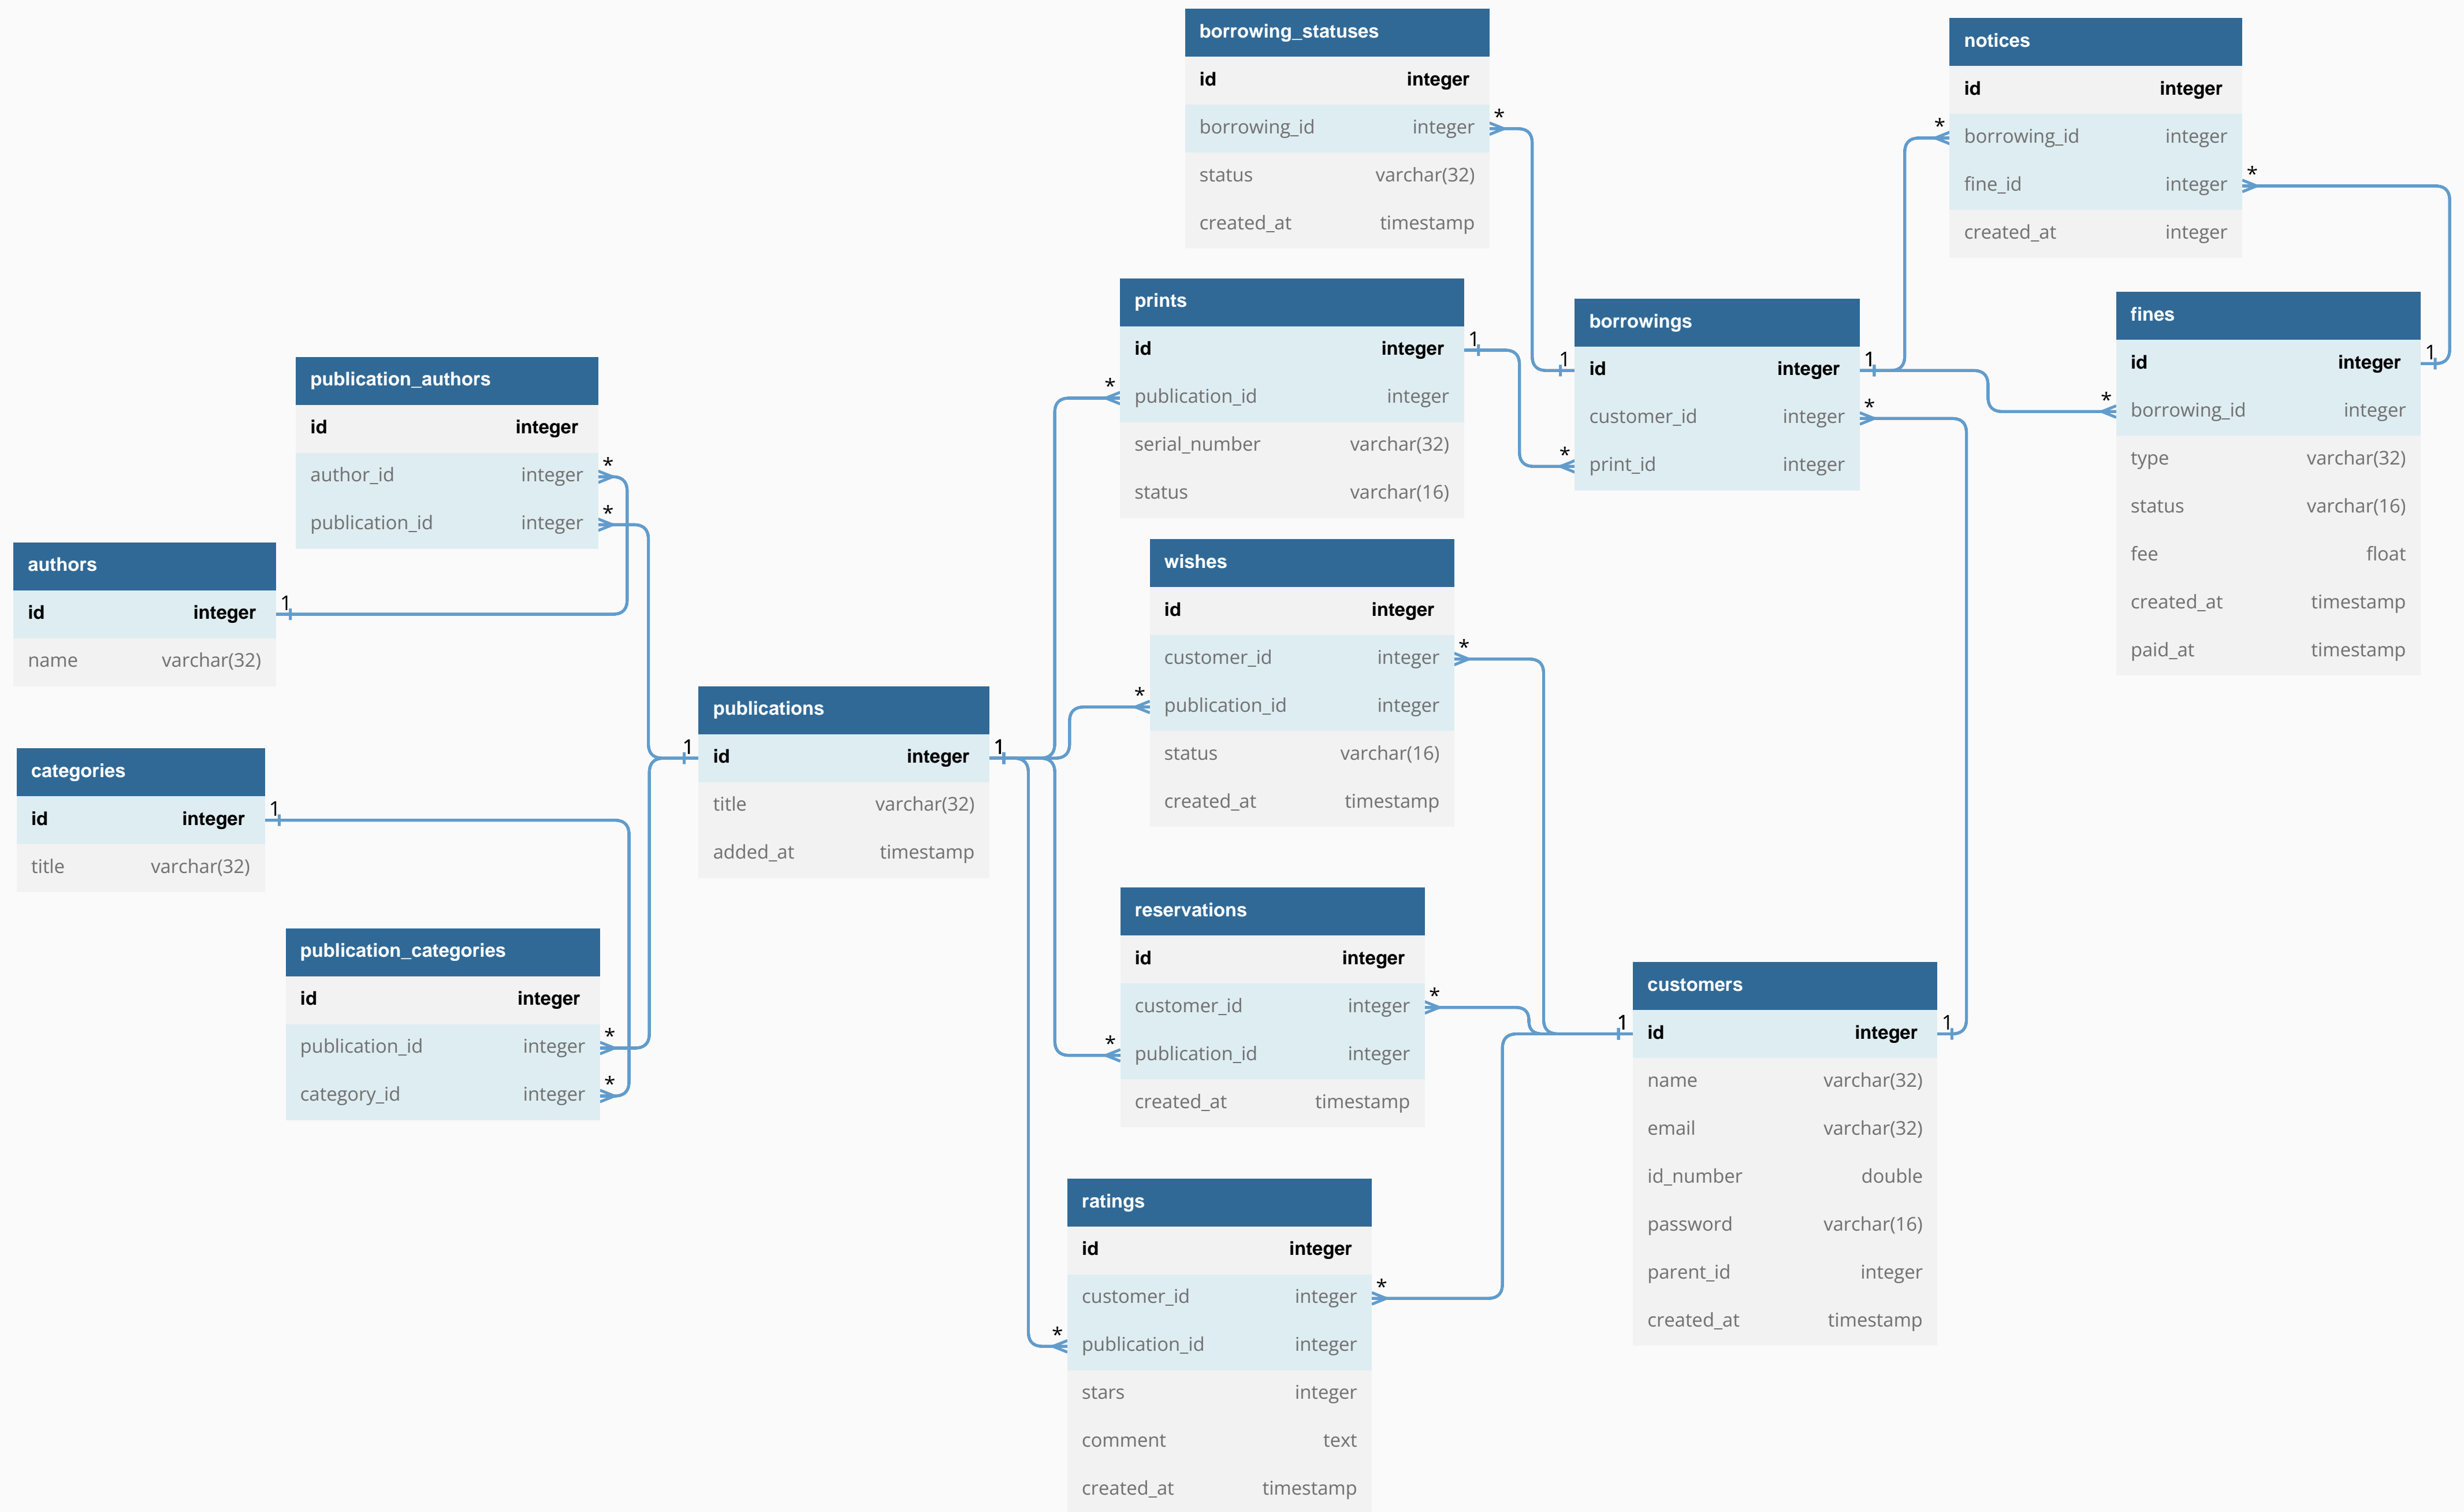 borrowing_statuses
id integer
borrowing_id integer
status varchar(32)
created_at timestamp
notices
id integer
borrowing_id integer
fine_id integer
created_at integer
prints
id integer
publication_id integer
serial_number varchar(32)
status varchar(16)
borrowings
id integer
customer_id integer
print_id integer
fines
id integer
borrowing_id integer
type varchar(32)
status varchar(16)
fee float
created_at timestamp
paid_at timestamp
publication_authors
id integer
author_id integer
publication_id integer
authors
id integer
name varchar(32)
wishes
id integer
customer_id integer
publication_id integer
status varchar(16)
created_at timestamp
publications
id integer
title varchar(32)
added_at timestamp
categories
id integer
title varchar(32)
publication_categories
id integer
publication_id integer
category_id integer
reservations
id integer
customer_id integer
publication_id integer
created_at timestamp
customers
id integer
name varchar(32)
email varchar(32)
id_number double
password varchar(16)
parent_id integer
created_at timestamp
ratings
id integer
customer_id integer
publication_id integer
stars integer
comment text
created_at timestamp